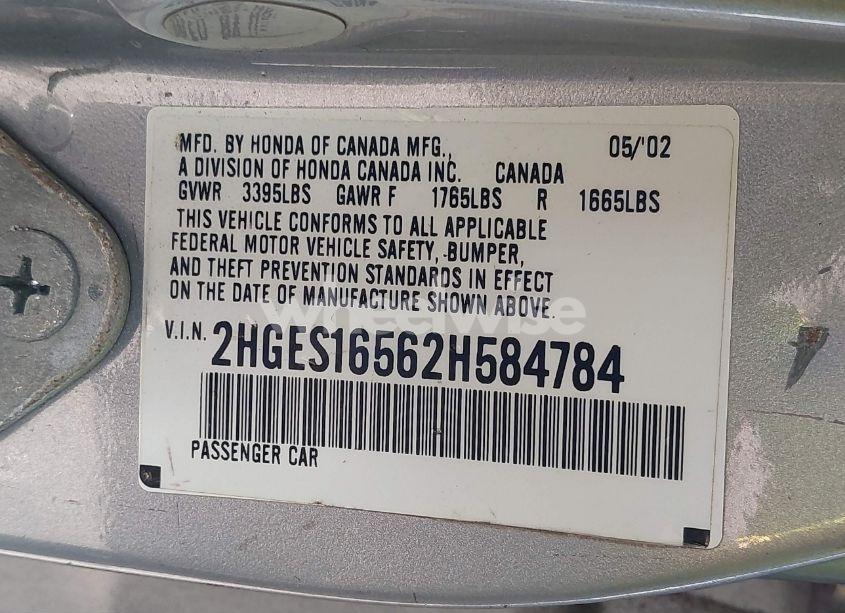 MFD. BY HONDA OF CANADA MFG., 05/'02
A DIVISION OF HONDA CANADA INC. CANADA
GVWR 3395LBS GAWR F 1765LBS R 1665LBS
THIS VEHICLE CONFORMS TO ALL APPLICABLE
FEDERAL MOTOR VEHICLE SAFETY, BUMPER,
AND THEFT PREVENTION STANDARDS IN EFFECT
ON THE DATE OF MANUFACTURE SHOWN ABOVE.
wheelwise
V.I.N. 2HGES16562H584784
PASSENGER CAR